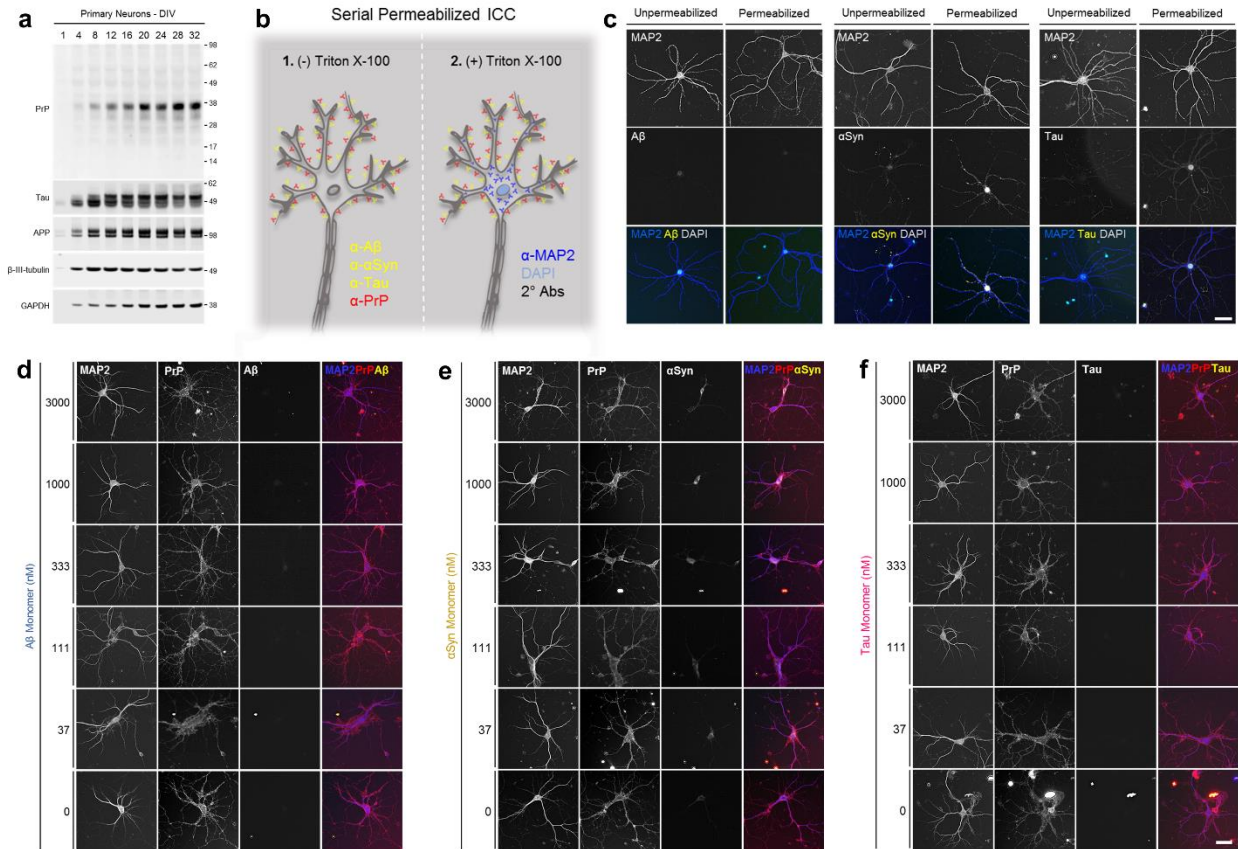 a
Primary Neurons - DIV
1 4 8 12 16 20 24 28 32
98
62
49
38
28
17
14
PrP
62
49
Tau
98
APP
49
β-III-tubulin
38
GAPDH
b
Serial Permeabilized ICC
1. (-) Triton X-100
2. (+) Triton X-100
α-Aβ
α-αSyn
α-Tau
α-PrP
α-MAP2
DAPI
2° Abs
c
Unpermeabilized Permeabilized Unpermeabilized Permeabilized Unpermeabilized Permeabilized
MAP2 MAP2 MAP2
Aβ αSyn Tau
MAP2 Aβ DAPI MAP2 αSyn DAPI MAP2 Tau DAPI
d
MAP2 PrP Aβ MAP2PrPAβ
Aβ Monomer (nM)
3000
1000
333
111
37
0
e
MAP2 PrP αSyn MAP2PrPαSyn
αSyn Monomer (nM)
3000
1000
333
111
37
0
f
MAP2 PrP Tau MAP2PrPTau
Tau Monomer (nM)
3000
1000
333
111
37
0